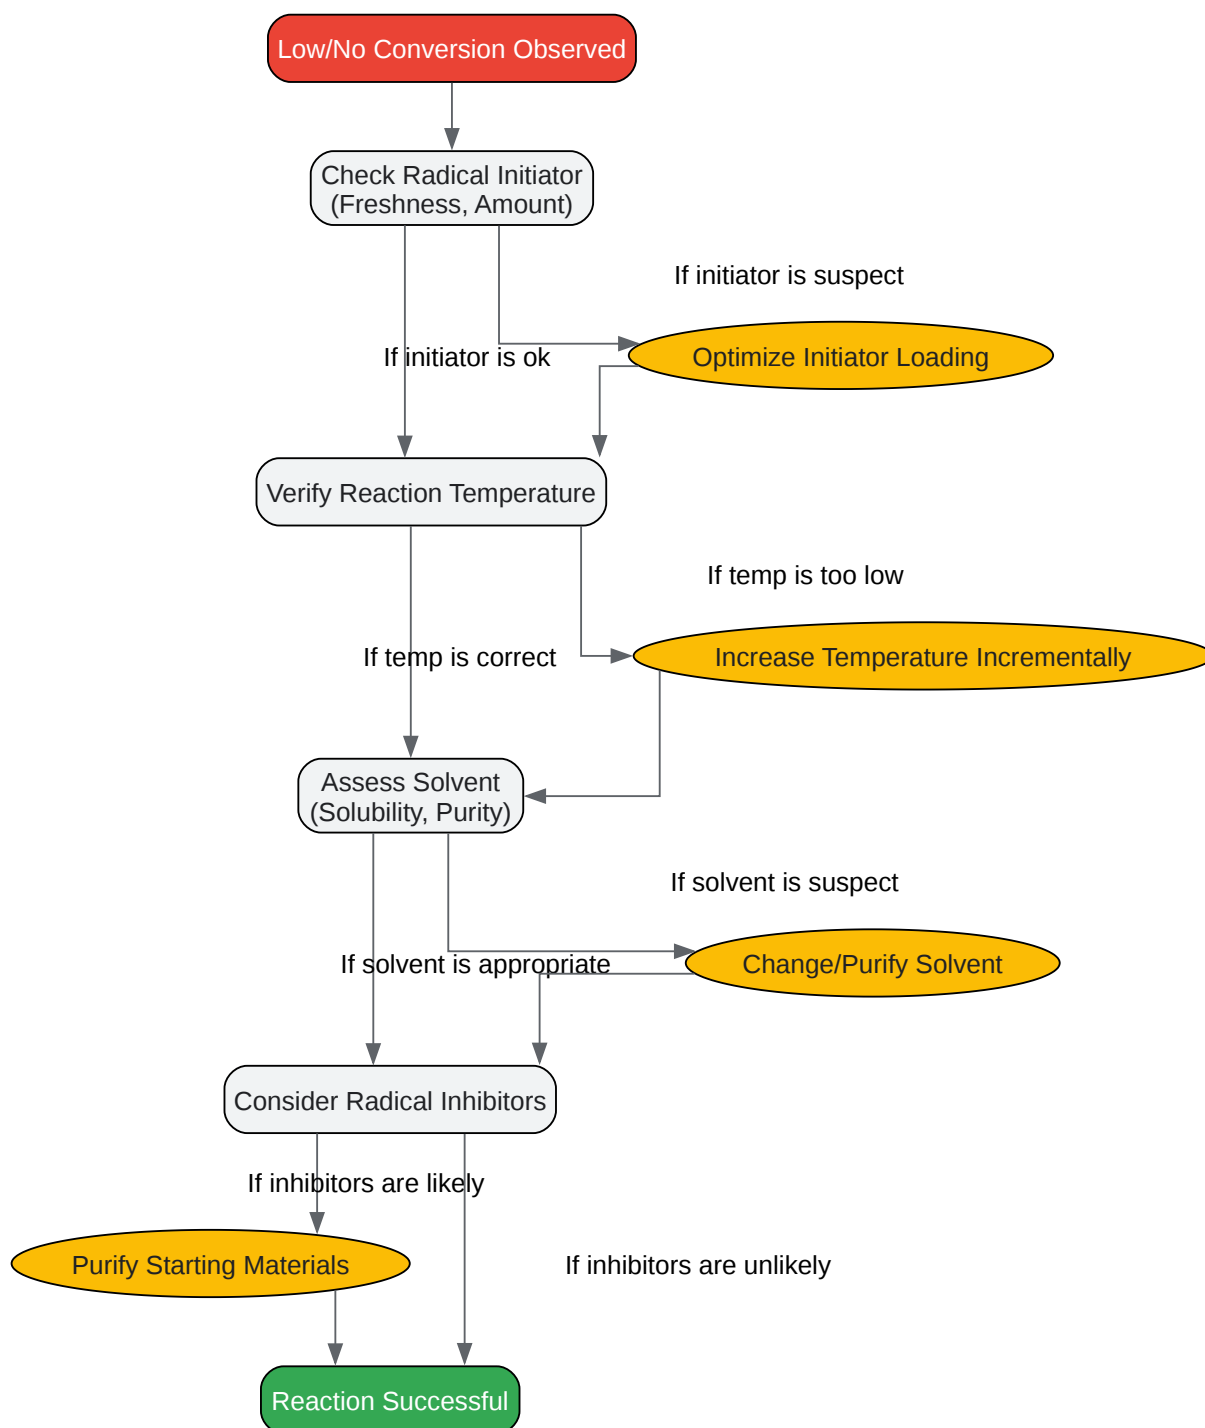 Low/No Conversion Observed
Check Radical Initiator
(Freshness, Amount)
If initiator is suspect
If initiator is ok
Optimize Initiator Loading
Verify Reaction Temperature
If temp is too low
If temp is correct
Increase Temperature Incrementally
Assess Solvent
(Solubility, Purity)
If solvent is suspect
If solvent is appropriate
Change/Purify Solvent
Consider Radical Inhibitors
If inhibitors are likely
Purify Starting Materials
If inhibitors are unlikely
Reaction Successful